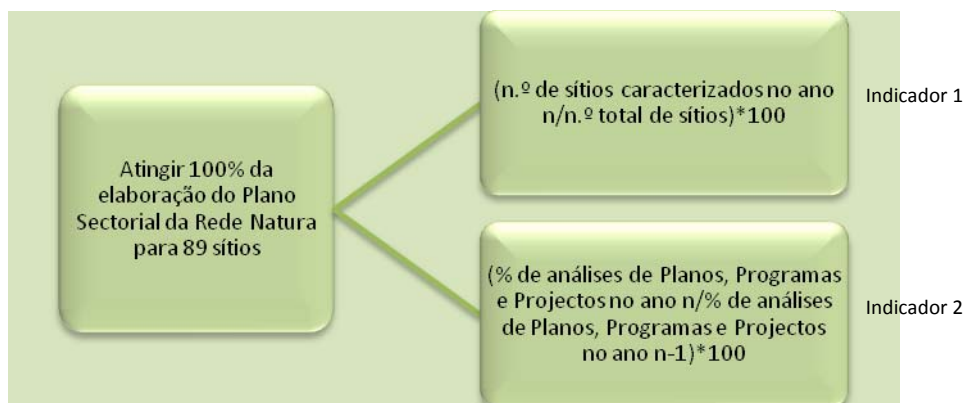 Atingir 100% da
elaboração do Plano
Sectorial da Rede Natura
para 89 sítios
(n.º de sítios caracterizados no ano
n/n.º total de sítios)*100
Indicador 1
(% de análises de Planos, Programas
e Projectos no ano n/% de análises
de Planos, Programas e Projectos
no ano n-1)*100
Indicador 2